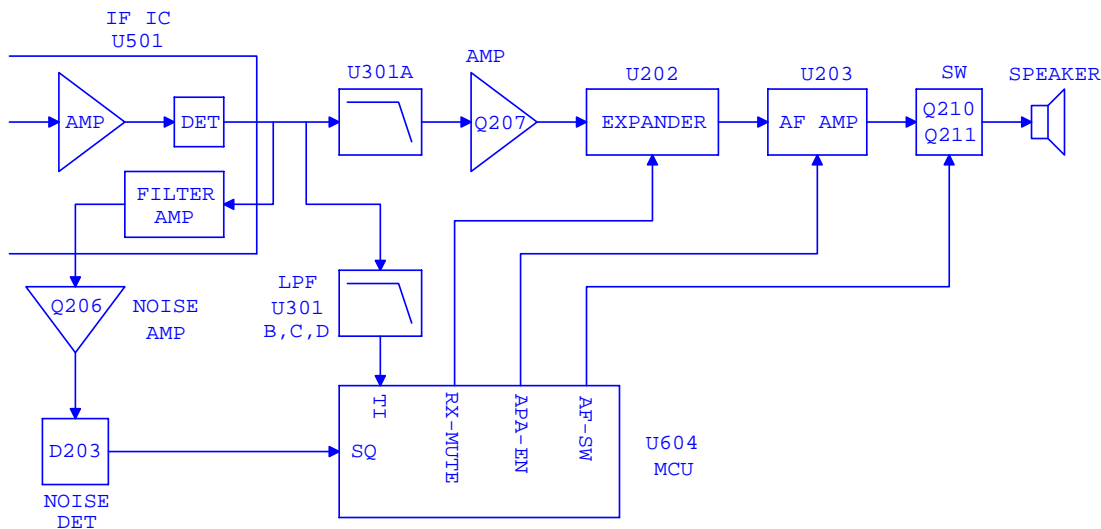 IF IC
U501
AMP
DET
FILTER
AMP
U301A
AMP
Q207
U202
EXPANDER
U203
AF AMP
SW
Q210
Q211
SPEAKER
Q206
NOISE
AMP
LPF
U301
B,C,D
D203
NOISE
DET
TI
RX-MUTE
APA-EN
AF-SW
SQ
U604
MCU